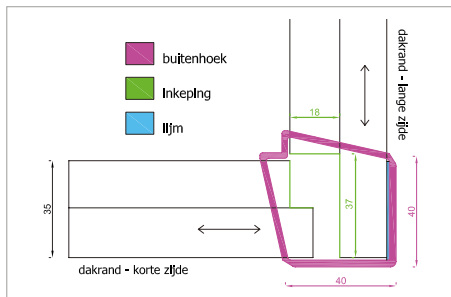 buitenhoek
inkeping
lijm
18
dakrand - lange zijde
35
37
40
dakrand - korte zijde
40